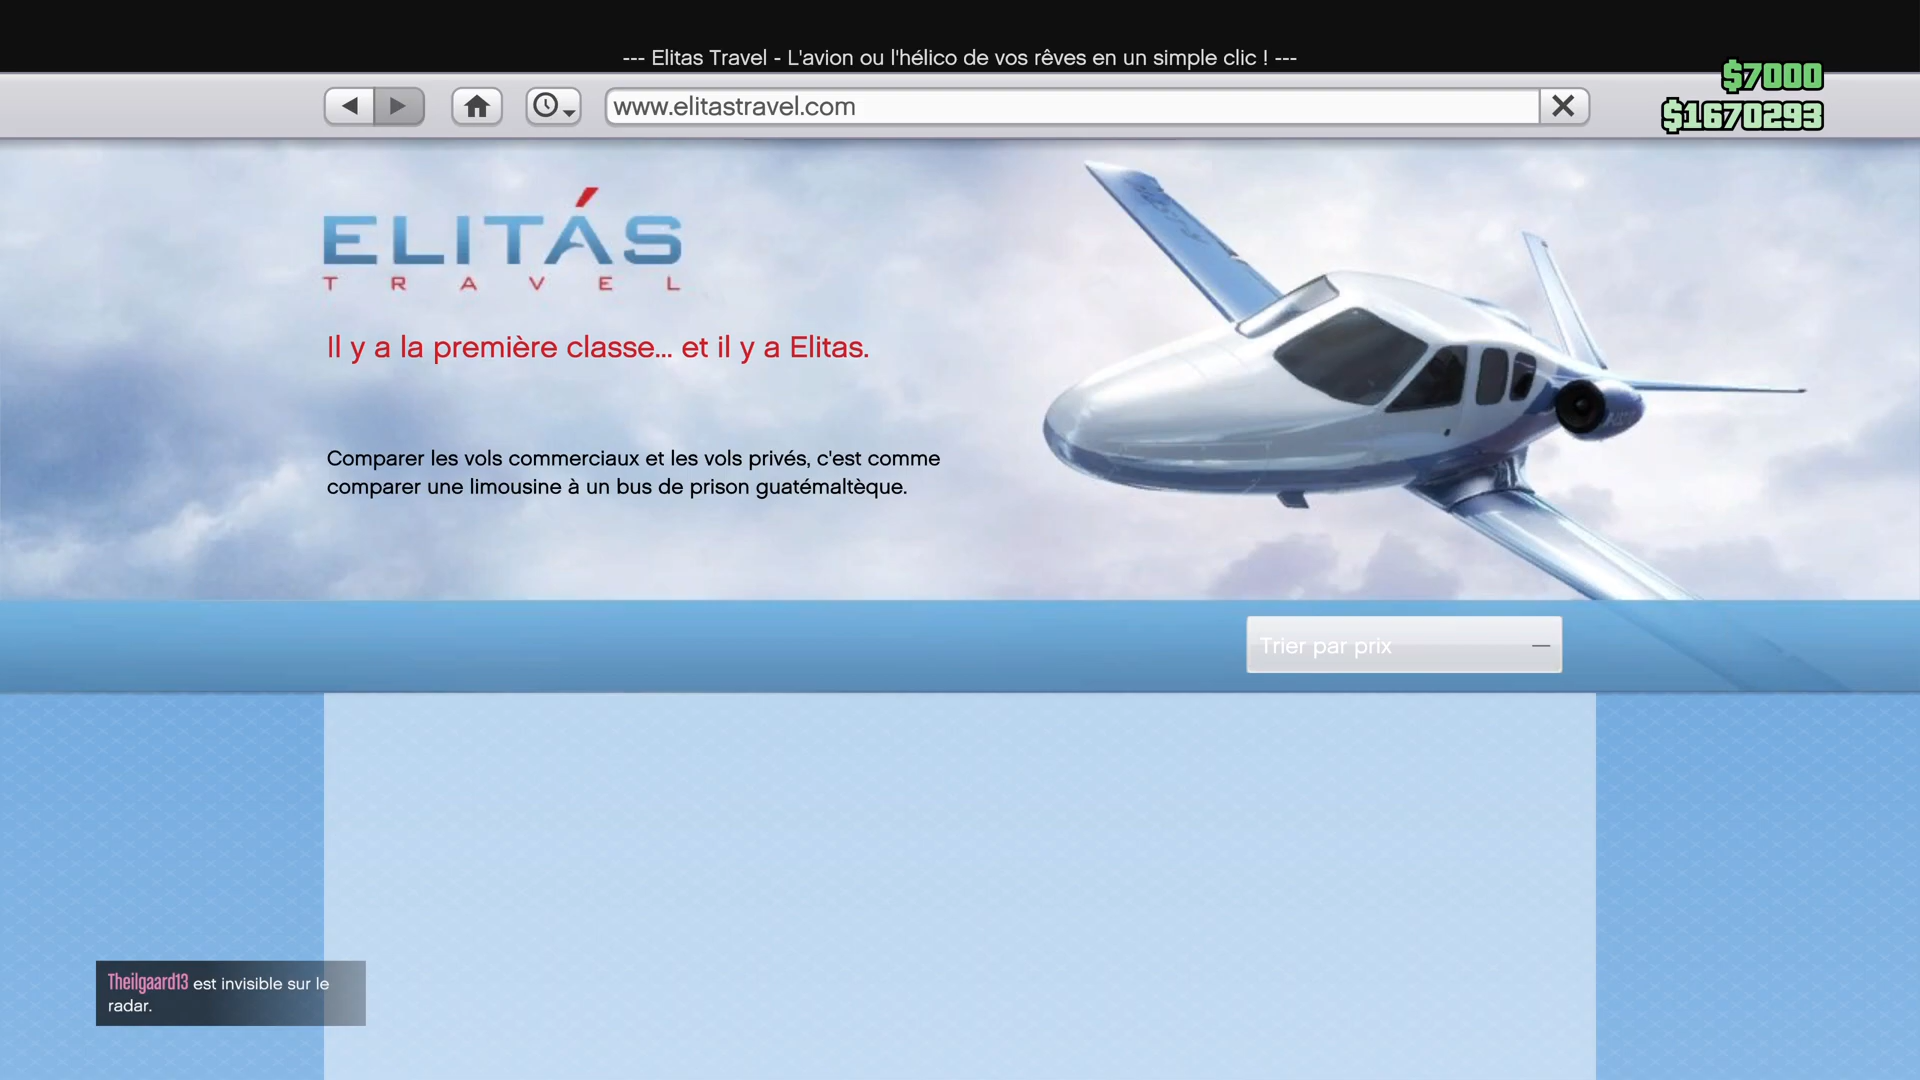 --- Elitas Travel - L'avion ou l'hélico de vos rêves en un simple clic ! ---
$7000
www.elitastravel.com
$1670293
ELITÁS
TRAVEL
Il y a la première classe... et il y a Elitas.
Comparer les vols commerciaux et les vols privés, c'est comme
comparer une limousine à un bus de prison guatémaltèque.
Trier par prix
Theilgaard13 est invisible sur le
radar.